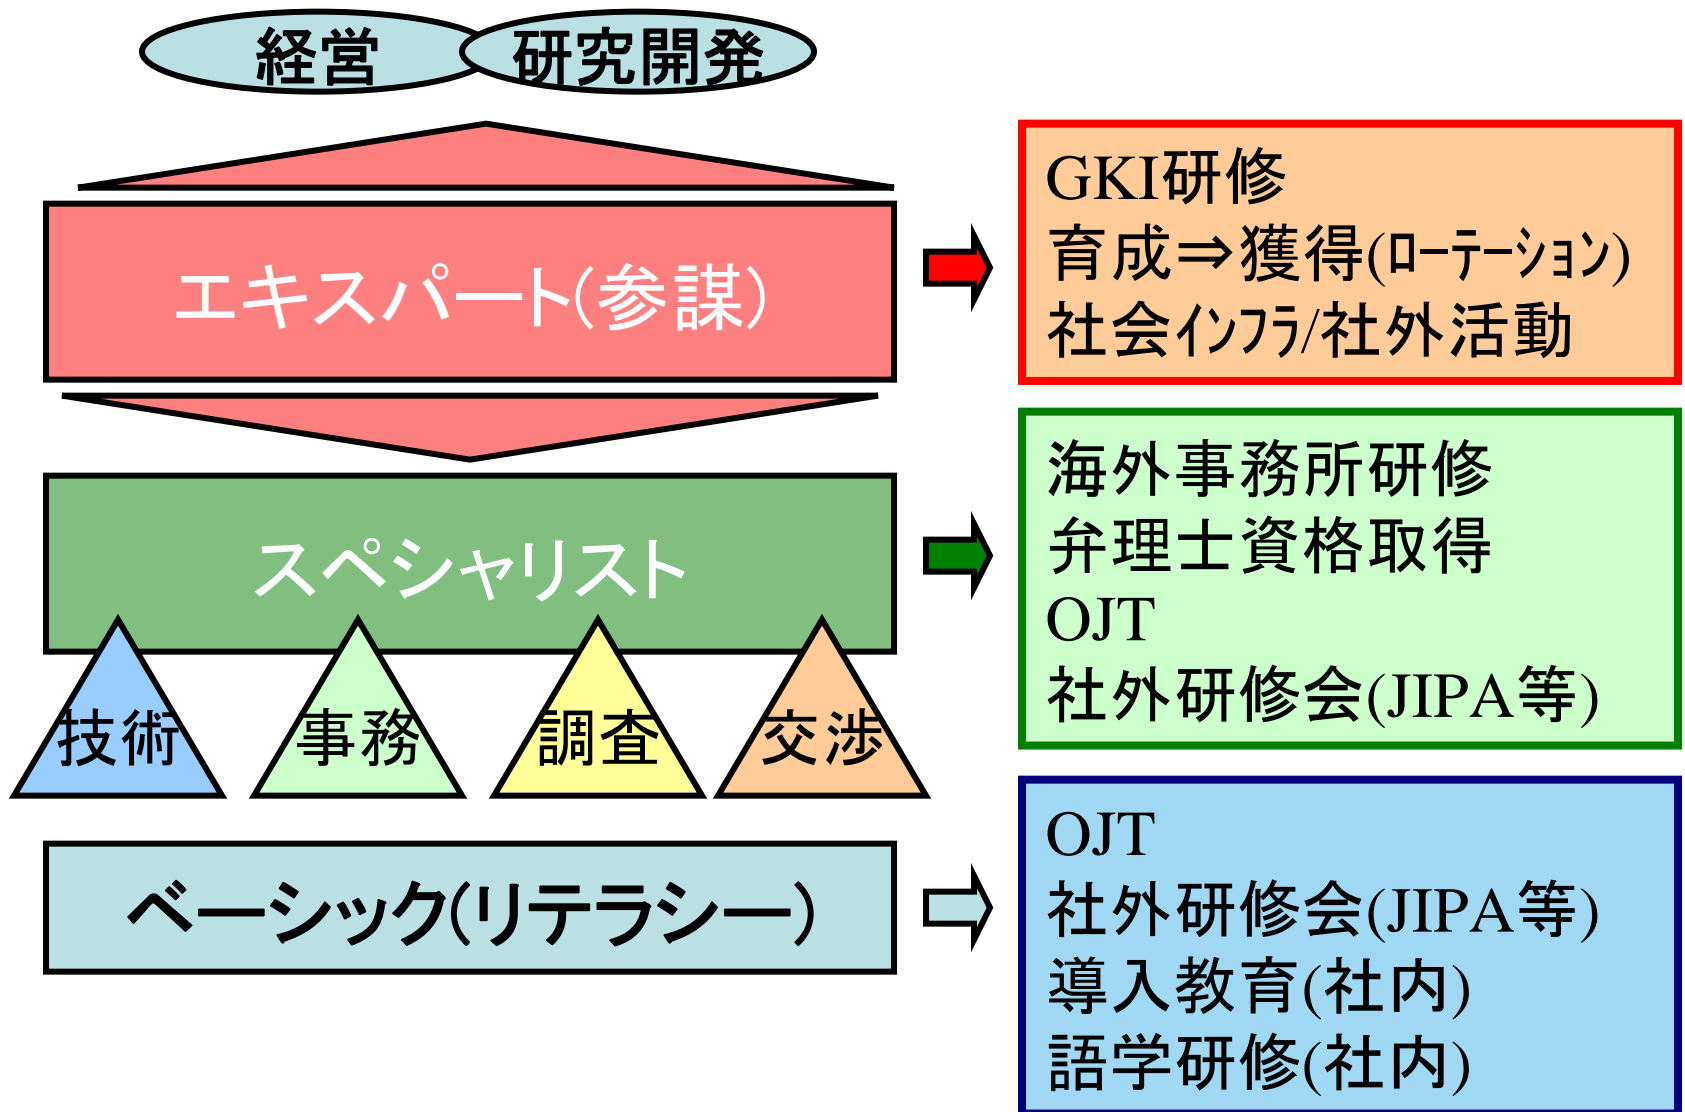 経営
研究開発
エキスパート(参謀)
GKI研修
育成⇒獲得(ﾛｰﾃｰｼｮﾝ)
社会ｲﾝﾌﾗ/社外活動
スペシャリスト
海外事務所研修
弁理士資格取得
OJT
社外研修会(JIPA等)
技術
事務
調査
交渉
ベーシック(リテラシー)
OJT
社外研修会(JIPA等)
導入教育(社内)
語学研修(社内)